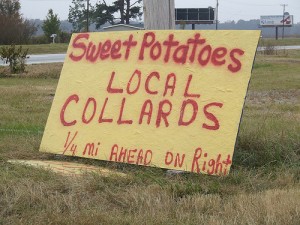 Sweet Potatoes
LOCAL
COLLARDS
1/4 mi AHEAD ON Right